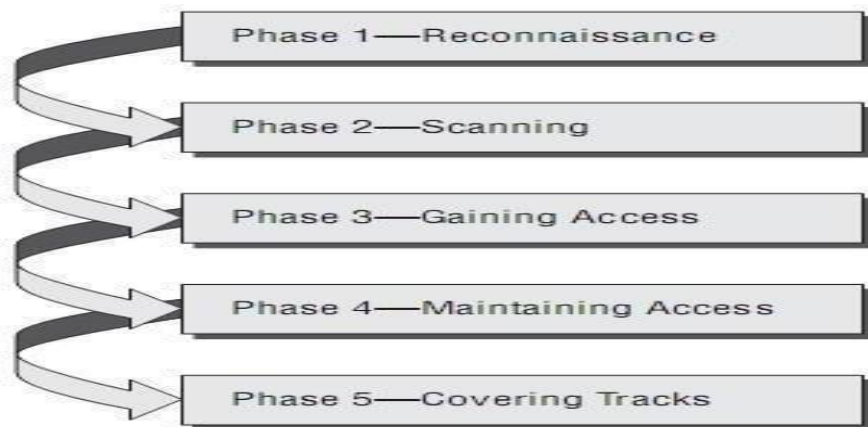 Phase 1—Reconnaissance
Phase 2—Scanning
Phase 3—Gaining Access
Phase 4—Maintaining Access
Phase 5—Covering Tracks